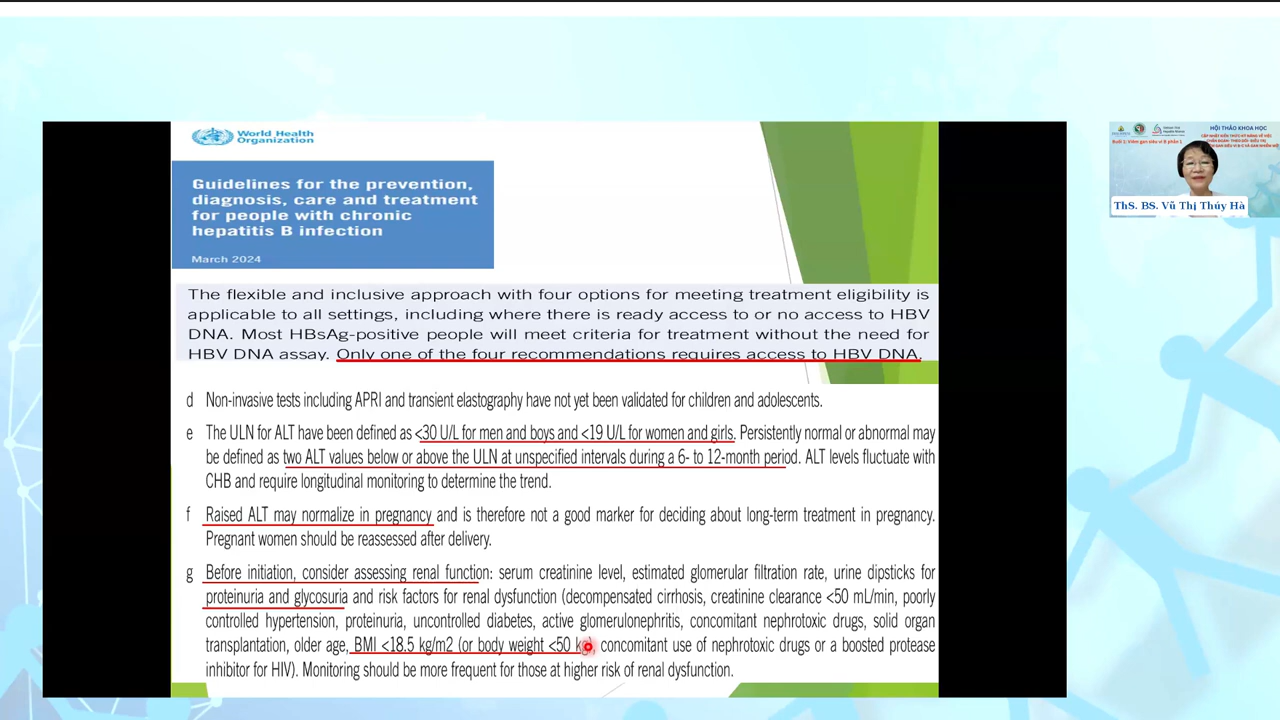 World Health
Organization
Guidelines for the prevention,
diagnosis, care and treatment
for people with chronic
hepatitis B infection
March 2024
The flexible and inclusive approach with four options for meeting treatment eligibility is
applicable to all settings, including where there is ready access to or no access to HBV
DNA. Most HBsAg-positive people will meet criteria for treatment without the need for
HBV DNA assay. Only one of the four recommendations requires access to HBV DNA.
d Non-invasive tests including APRI and transient elastography have not yet been validated for children and adolescents.
e The ULN for ALT have been defined as <30 U/L for men and boys and <19 U/L for women and girls. Persistently normal or abnormal may
be defined as two ALT values below or above the ULN at unspecified intervals during a 6- to 12-month period. ALT levels fluctuate with
CHB and require longitudinal monitoring to determine the trend.
f Raised ALT may normalize in pregnancy and is therefore not a good marker for deciding about long-term treatment in pregnancy.
Pregnant women should be reassessed after delivery.
g Before initiation, consider assessing renal function: serum creatinine level, estimated glomerular filtration rate, urine dipsticks for
proteinuria and glycosuria and risk factors for renal dysfunction (decompensated cirrhosis, creatinine clearance <50 mL/min, poorly
controlled hypertension, proteinuria, uncontrolled diabetes, active glomerulonephritis, concomitant nephrotoxic drugs, solid organ
transplantation, older age, BMI <18.5 kg/m2 (or body weight <50 kg), concomitant use of nephrotoxic drugs or a boosted protease
inhibitor for HIV). Monitoring should be more frequent for those at higher risk of renal dysfunction.
HỘI THẢO KHOA HỌC
Buổi 1: Viêm gan siêu vi B phần 1
ThS. BS. Vũ Thị Thúy Hà